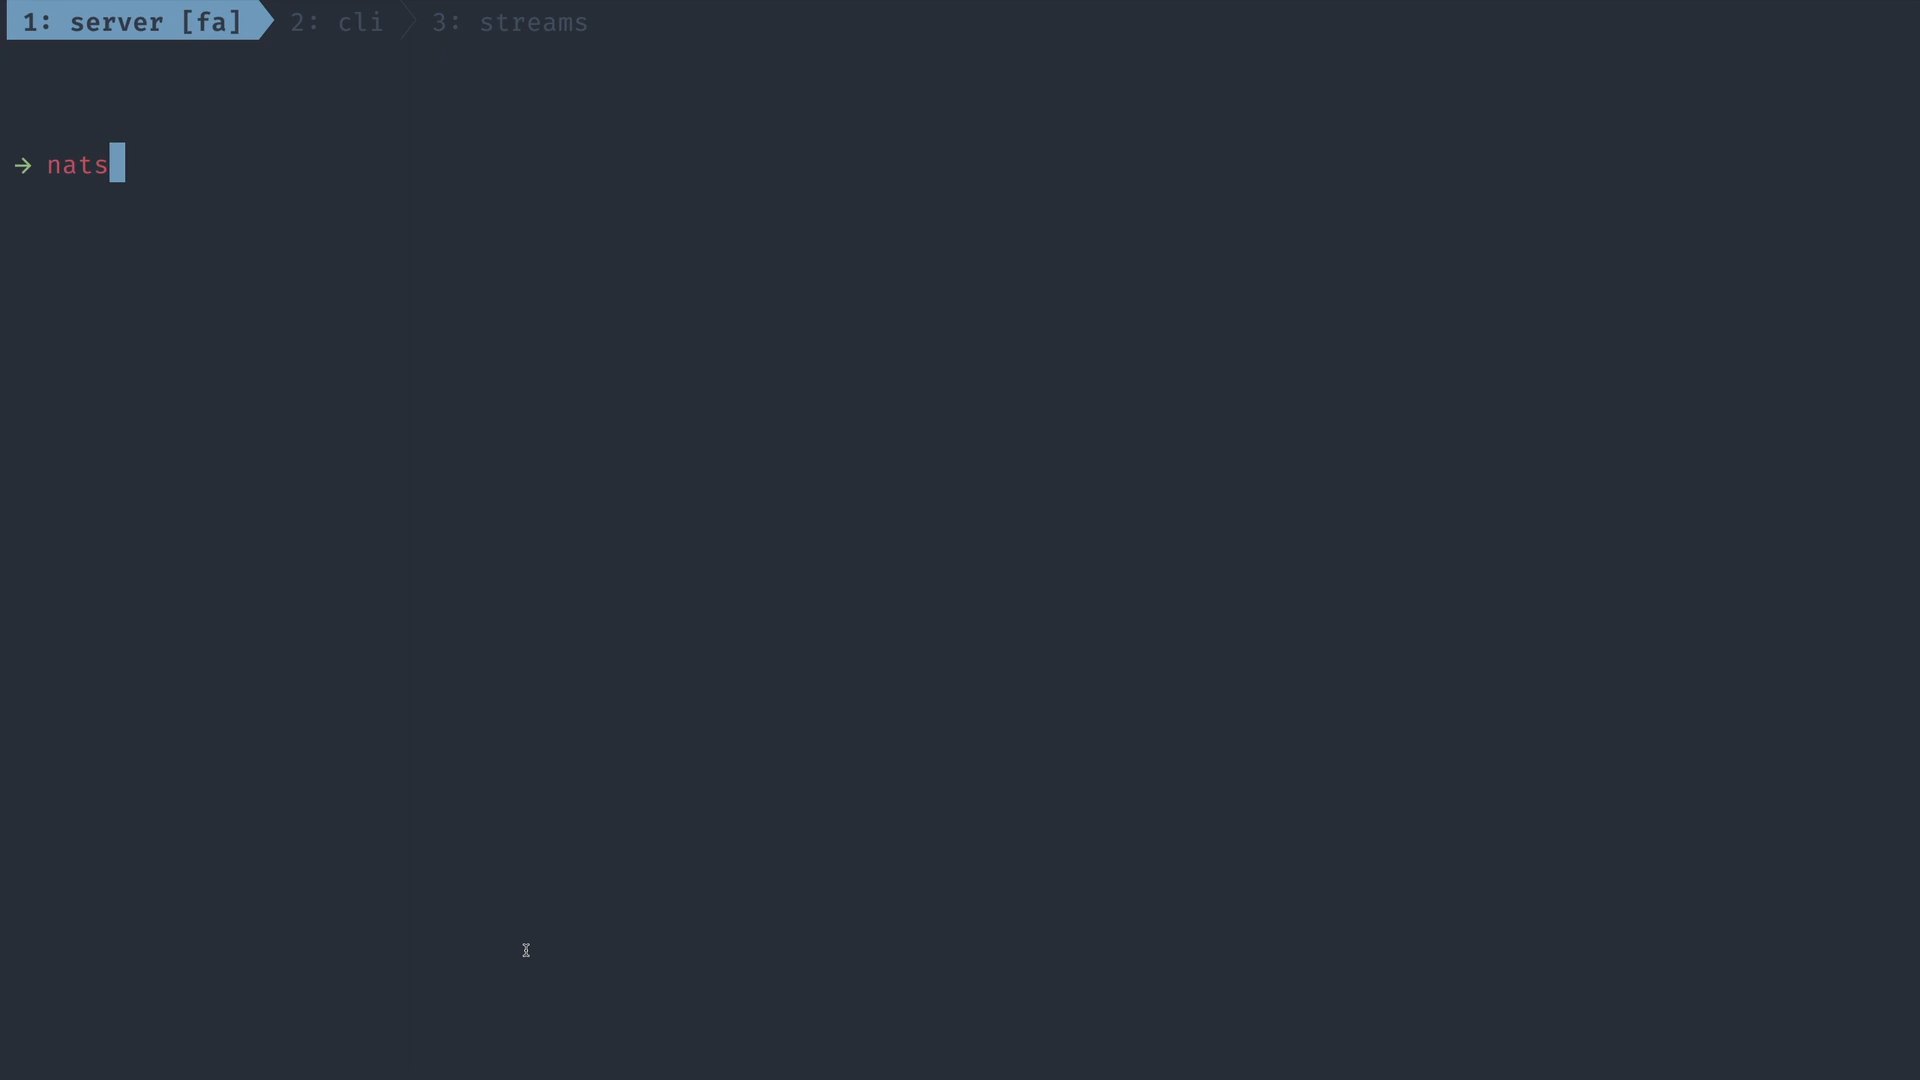 1: server [fa] 2: cli 3: streams
→ nats